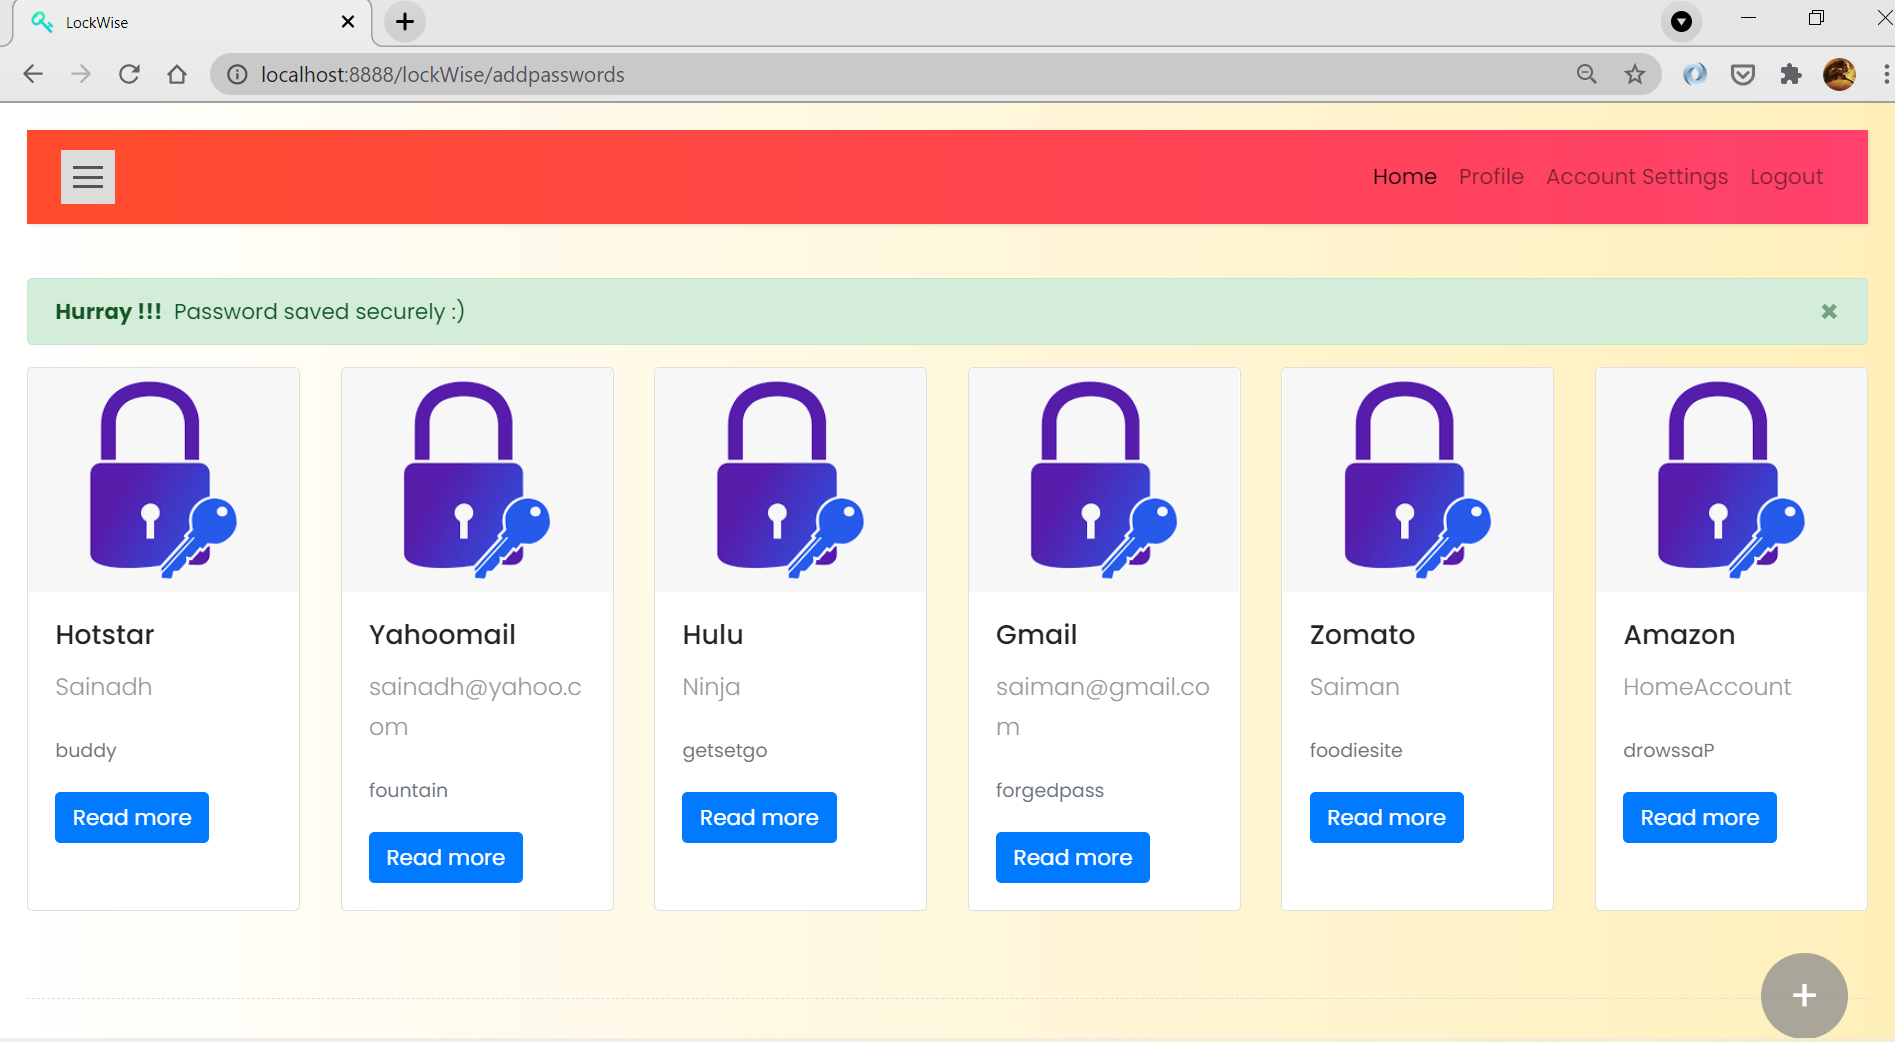 LockWise
localhost:8888/lockWise/addpasswords
Home Profile Account Settings Logout
Hurray !!! Password saved securely :)
Hotstar
Sainadh
buddy
Read more
Yahoomail
sainadh@yahoo.c
om
fountain
Read more
Hulu
Ninja
getsetgo
Read more
Gmail
saiman@gmail.co
m
forgedpass
Read more
Zomato
Saiman
foodiesite
Read more
Amazon
HomeAccount
drowssaP
Read more